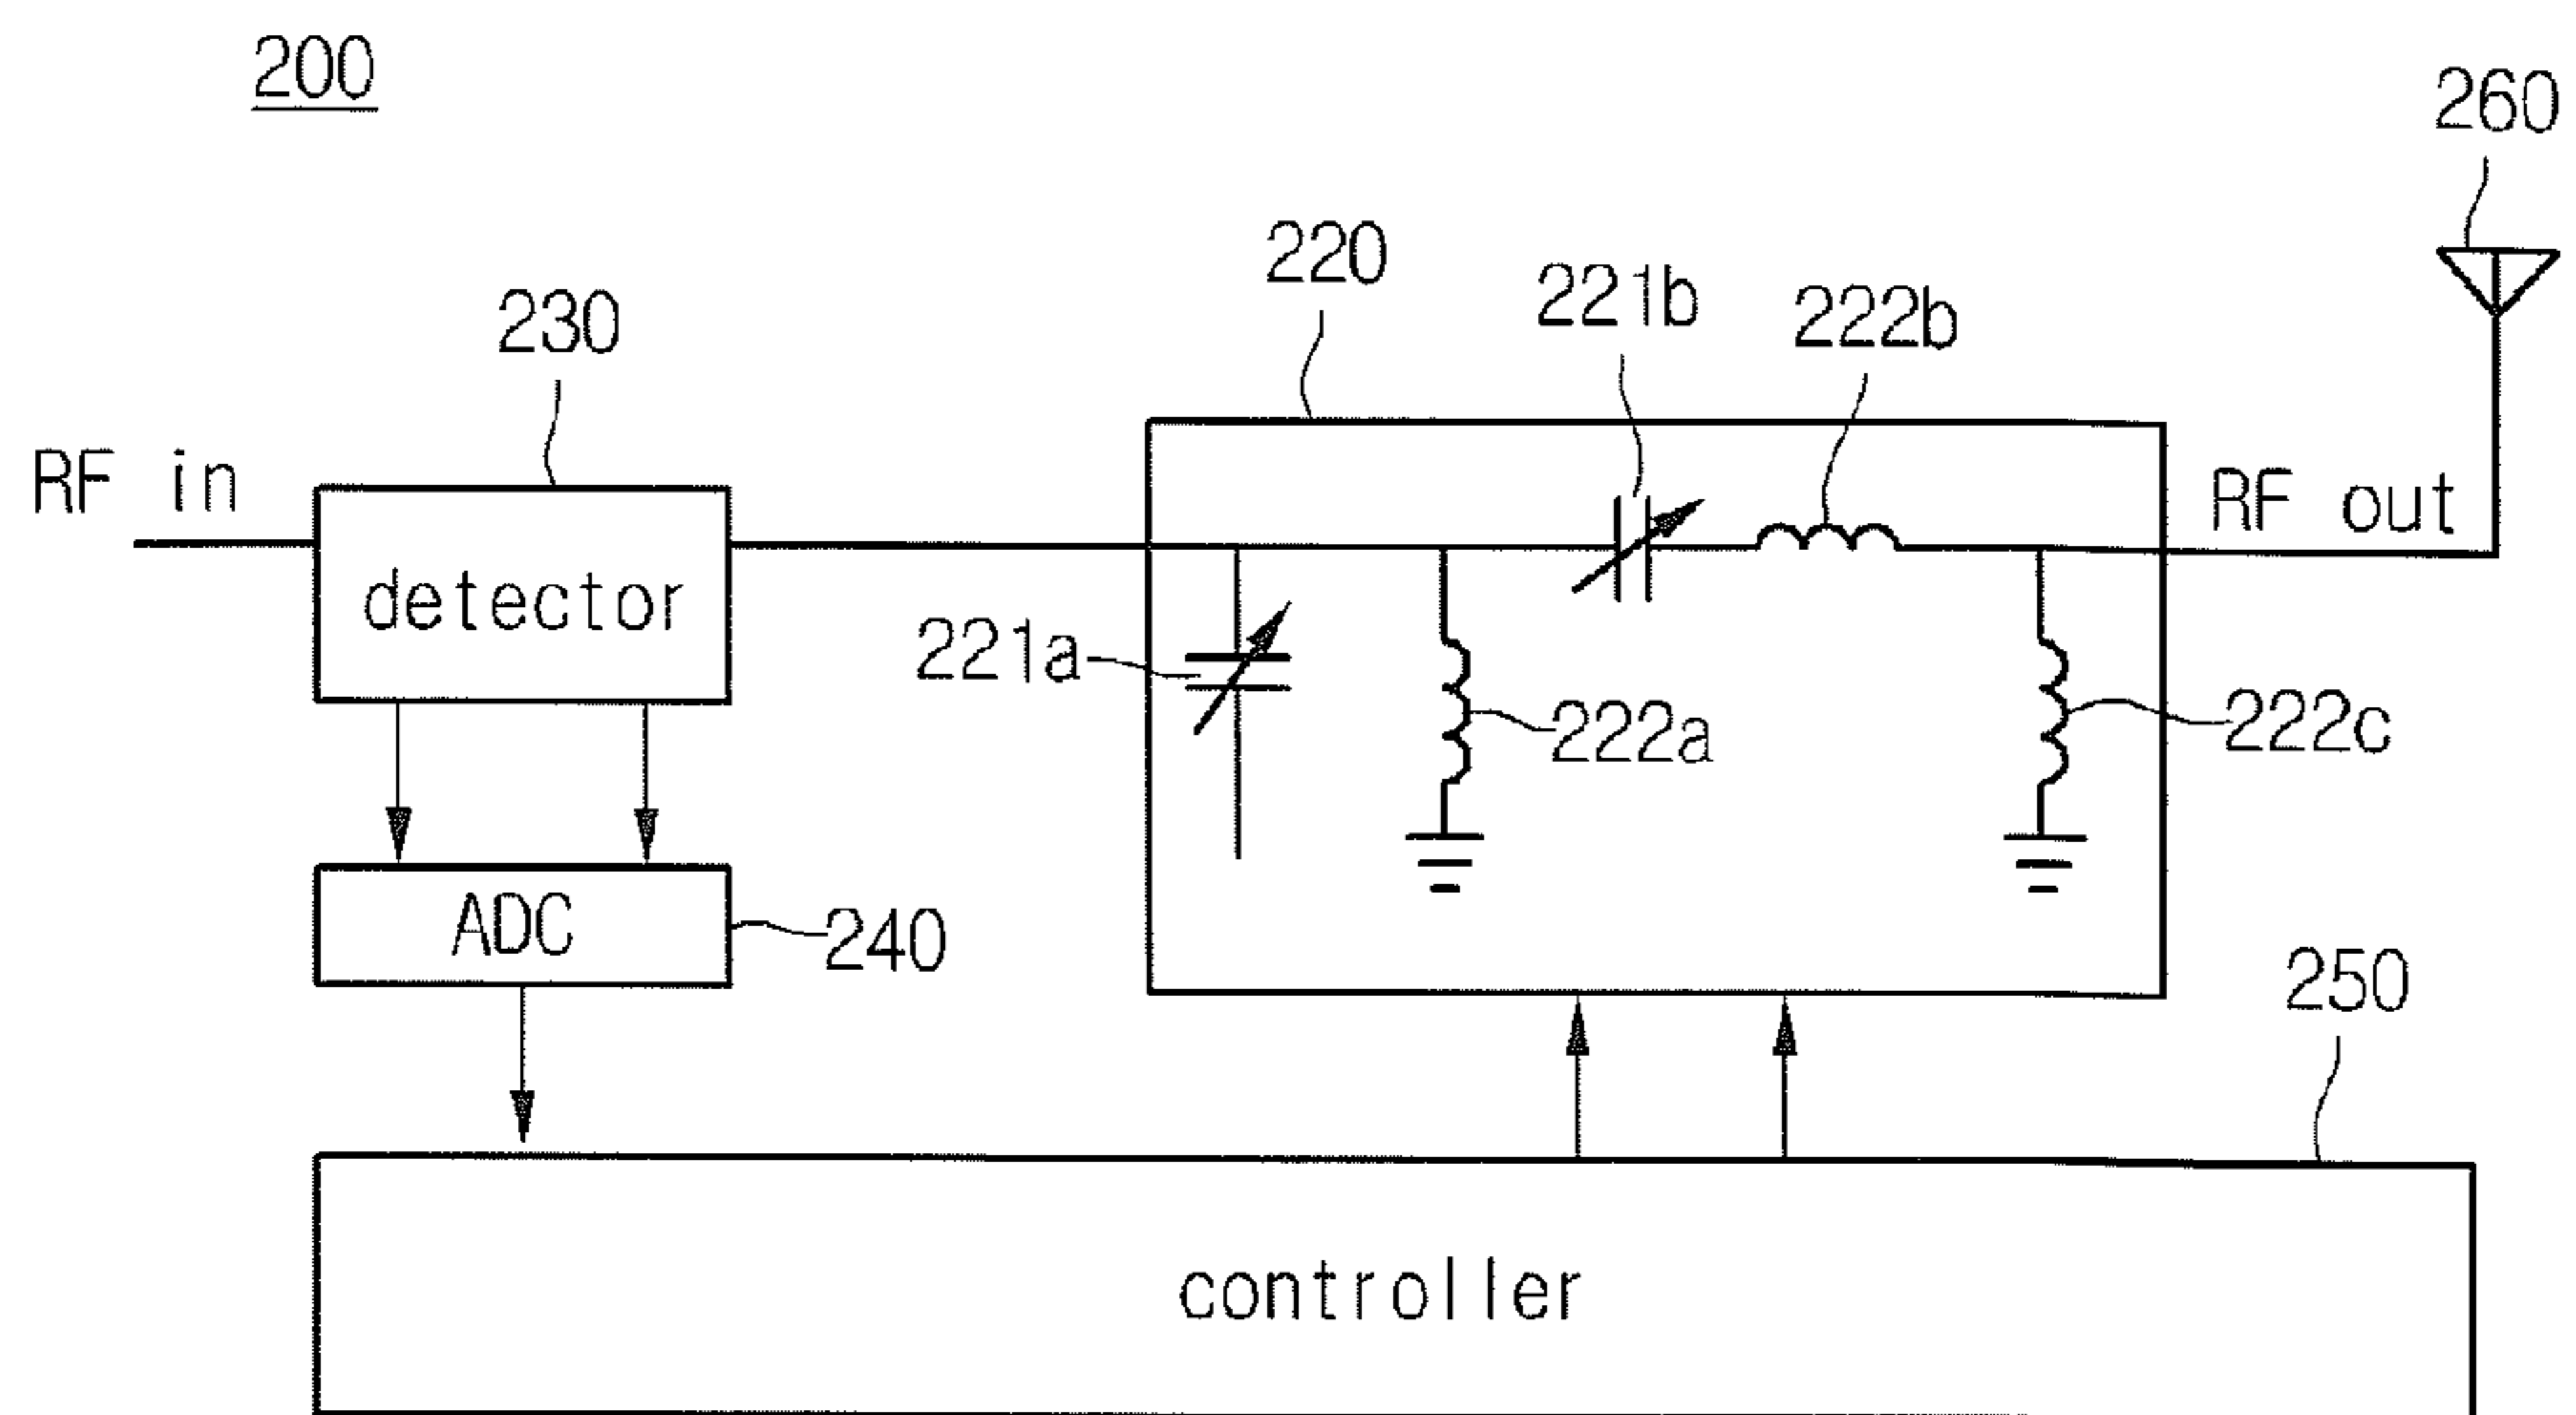 200
260
220
221b
222b
230
RF in
RF out
detector
221a
222a
222c
ADC
240
250
controller